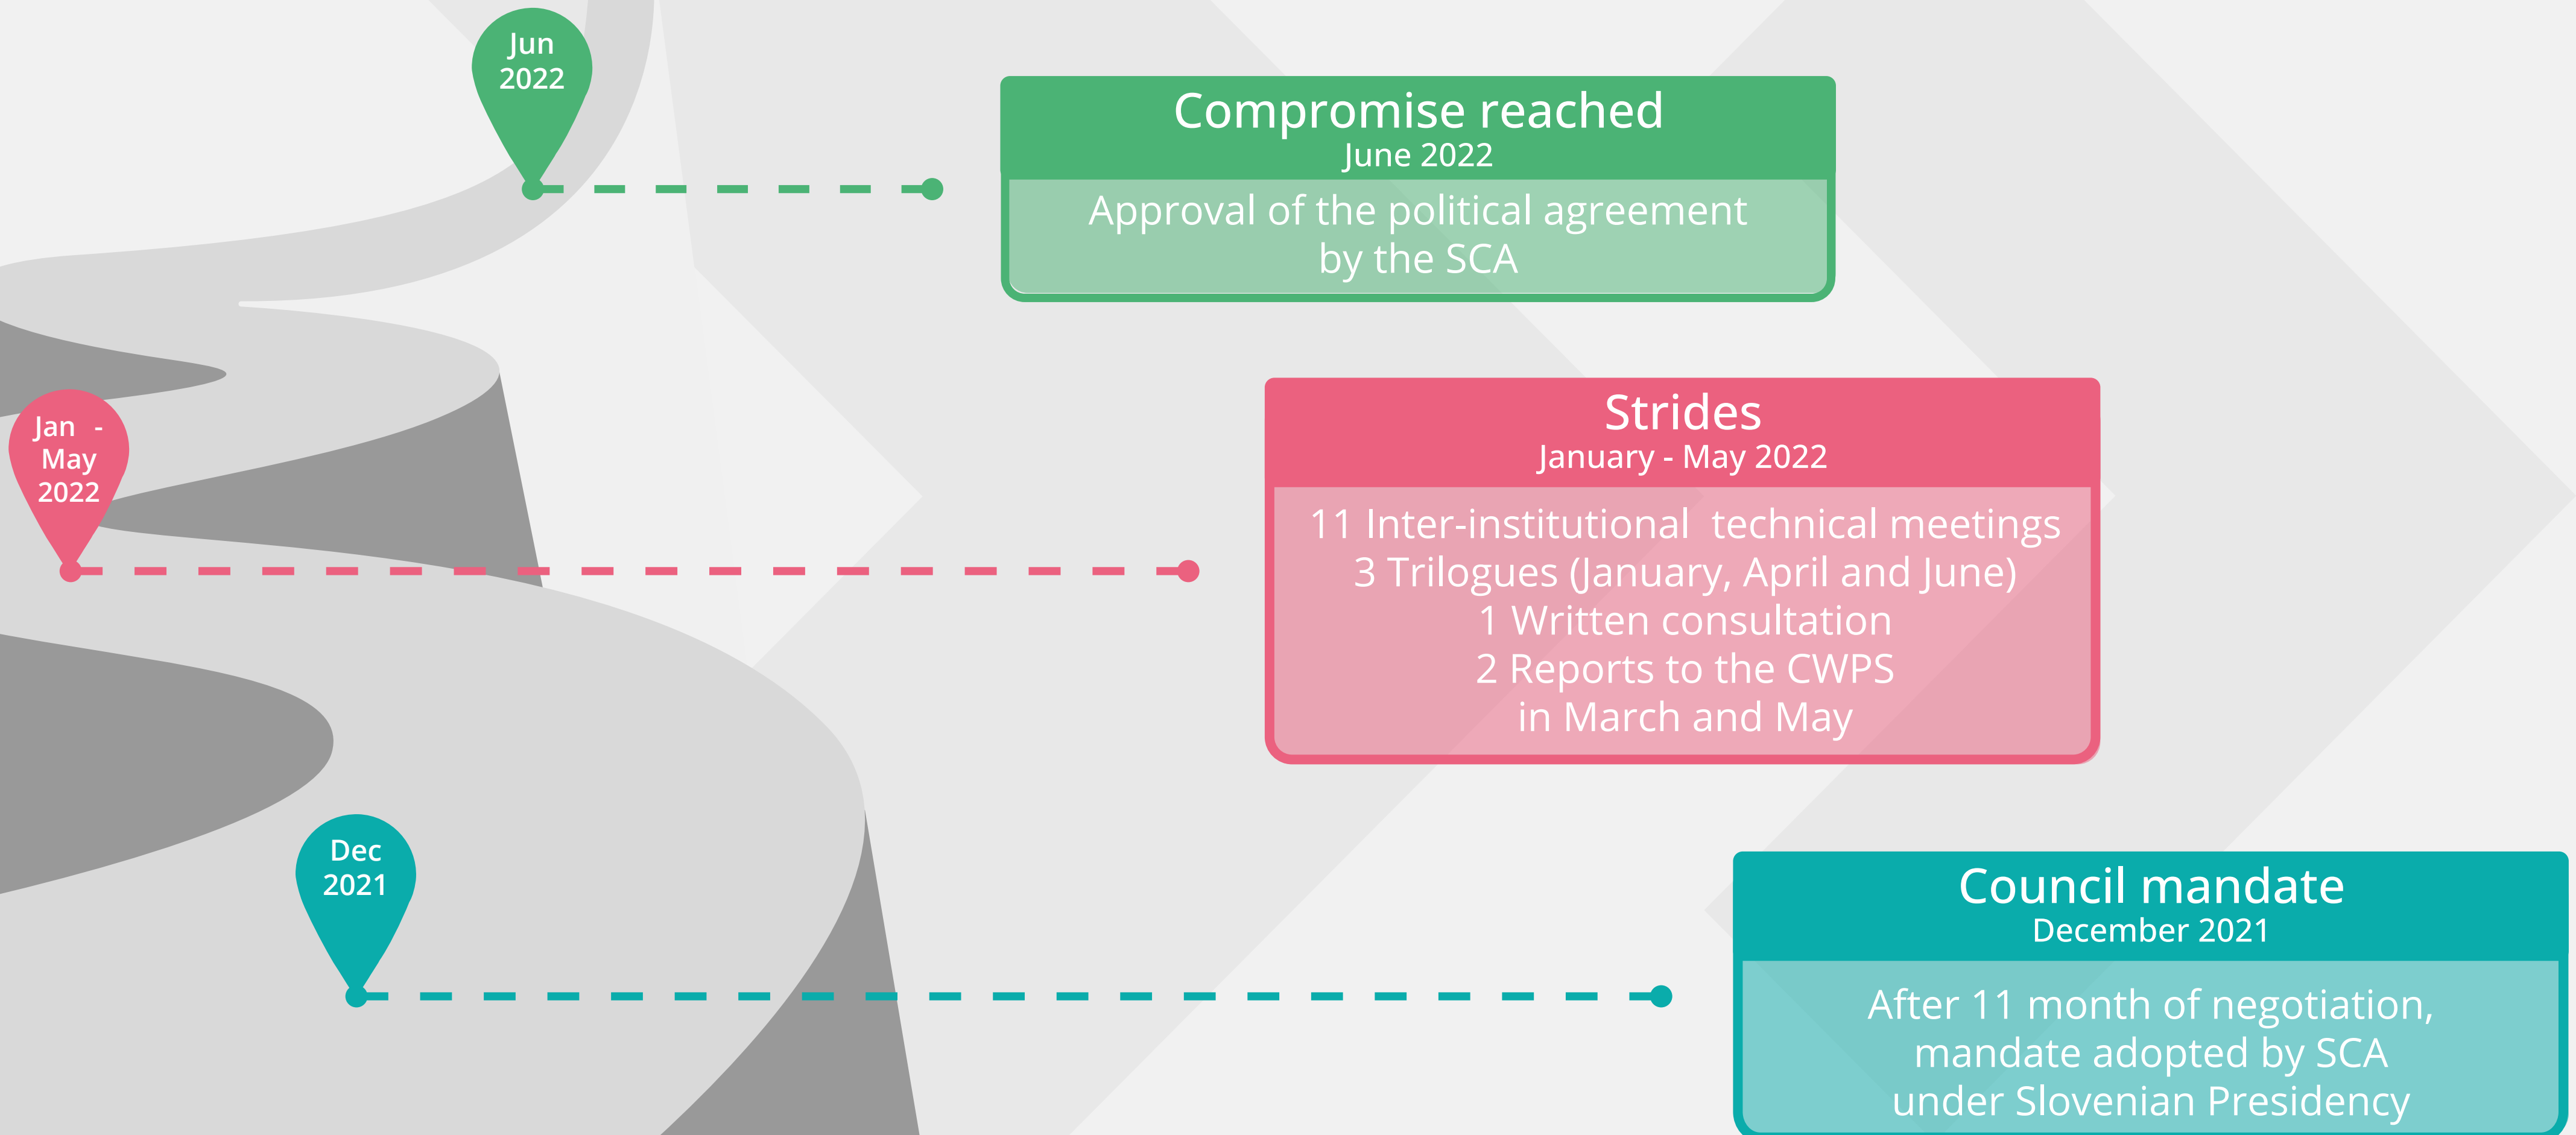 Jun
2022
Compromise reached
June 2022
Approval of the political agreement
by the SCA
Jan -
May
2022
Strides
January - May 2022
11 Inter-institutional technical meetings
3 Trilogues (January, April and June)
1 Written consultation
2 Reports to the CWPS
in March and May
Dec
2021
Council mandate
December 2021
After 11 month of negotiation,
mandate adopted by SCA
under Slovenian Presidency